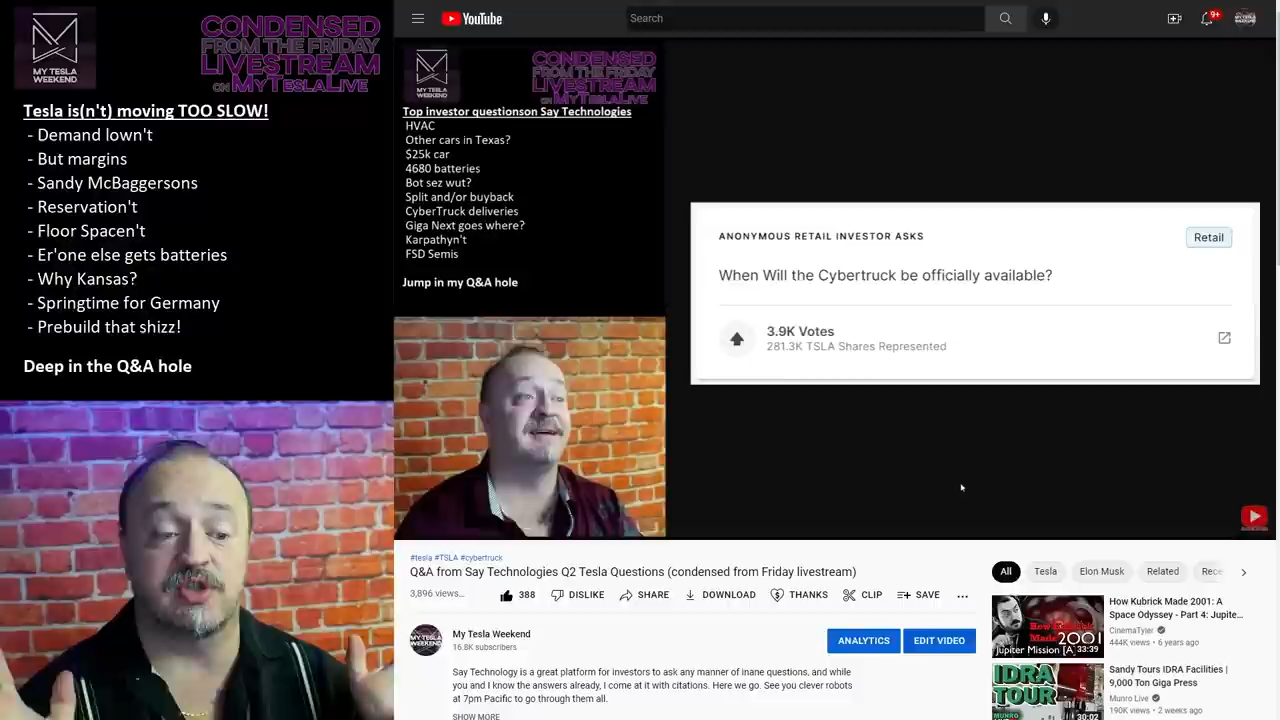 MY TESLA
WEEKEND
CONDENSED
FROM THE FRIDAY
LIVESTREAM
ON MYTESLALIVE
Tesla is(n't) moving TOO SLOW!
- Demand lown't
- But margins
- Sandy McBaggersons
- Reservation't
- Floor Spacen't
- Er'one else gets batteries
- Why Kansas?
- Springtime for Germany
- Prebuild that shizz!
Deep in the Q&A hole
YouTube
Search
9+
MY TESLA
WEEKEND
CONDENSED
FROM THE FRIDAY
LIVESTREAM
ON MYTESLALIVE
Top investor questionson Say Technologies
HVAC
Other cars in Texas?
$25k car
4680 batteries
Bot sez wut?
Split and/or buyback
CyberTruck deliveries
Giga Next goes where?
Karpathyn't
FSD Semis
Jump in my Q&A hole
ANONYMOUS RETAIL INVESTOR ASKS
Retail
When Will the Cybertruck be officially available?
3.9K Votes
281.3K TSLA Shares Represented
#tesla #TSLA #cybertruck
Q&A from Say Technologies Q2 Tesla Questions (condensed from Friday livestream)
3,896 views...
388
DISLIKE
SHARE
DOWNLOAD
THANKS
CLIP
SAVE
...
My Tesla Weekend
16.8K subscribers
ANALYTICS
EDIT VIDEO
Say Technology is a great platform for investors to ask any manner of inane questions, and while
you and I know the answers already, I come at it with citations. Here we go. See you clever robots
at 7pm Pacific to go through them all.
SHOW MORE
All
Tesla
Elon Musk
Related
Rece
How Kubrick Made
2001
Jupiter Mission [A]
33:39
How Kubrick Made 2001: A
Space Odyssey - Part 4: Jupite...
CinemaTyler
444K views • 6 years ago
IDRA
TOUR
30:02
Sandy Tours IDRA Facilities |
9,000 Ton Giga Press
Munro Live
190K views • 2 weeks ago